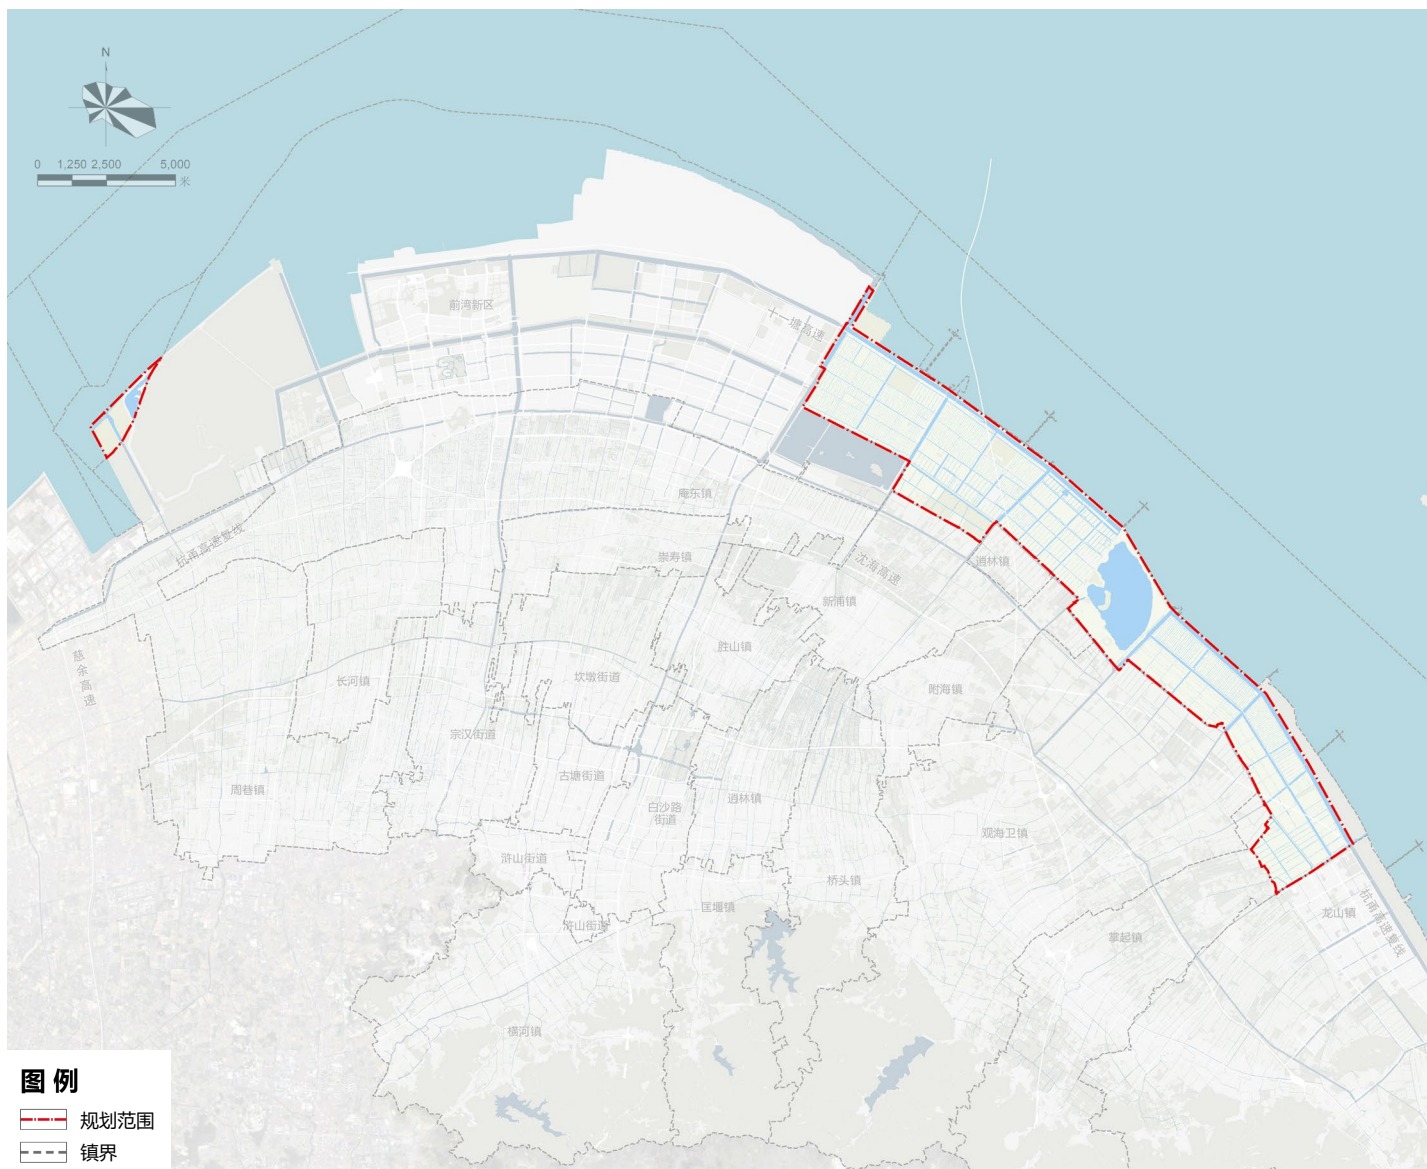 N
0 1,250 2,500 5,000
米
前湾新区
十一塘高速
庵东镇
杭甬高速复线
崇寿镇
沈海高速
逍林镇
新浦镇
胜山镇
慈余高速
长河镇
坎墩街道
附海镇
宗汉街道
古塘街道
周巷镇
白沙路
街道
逍林镇
观海卫镇
浒山街道
桥头镇
匡堰镇
浒山街道
龙山镇
杭甬高速复线
掌起镇
横河镇
图例
规划范围
镇界